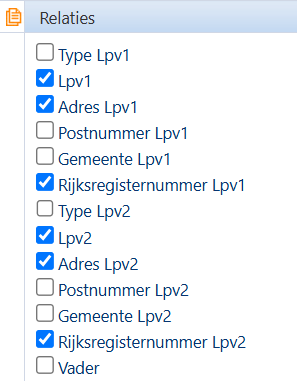 Relaties
Type Lpv1
Lpv1
Adres Lpv1
Postnummer Lpv1
Gemeente Lpv1
Rijksregisternummer Lpv1
Type Lpv2
Lpv2
Adres Lpv2
Postnummer Lpv2
Gemeente Lpv2
Rijksregisternummer Lpv2
Vader